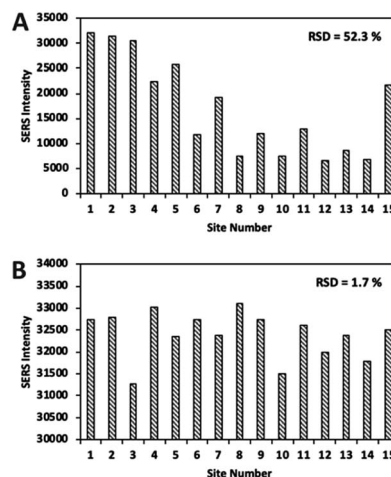 A
RSD = 52.3 %
SERS Intensity
35000
30000
25000
20000
15000
10000
5000
0
1 2 3 4 5 6 7 8 9 10 11 12 13 14 15
Site Number
B
RSD = 1.7 %
SERS Intensity
34000
33500
33000
32500
32000
31500
31000
30500
30000
1 2 3 4 5 6 7 8 9 10 11 12 13 14 15
Site Number